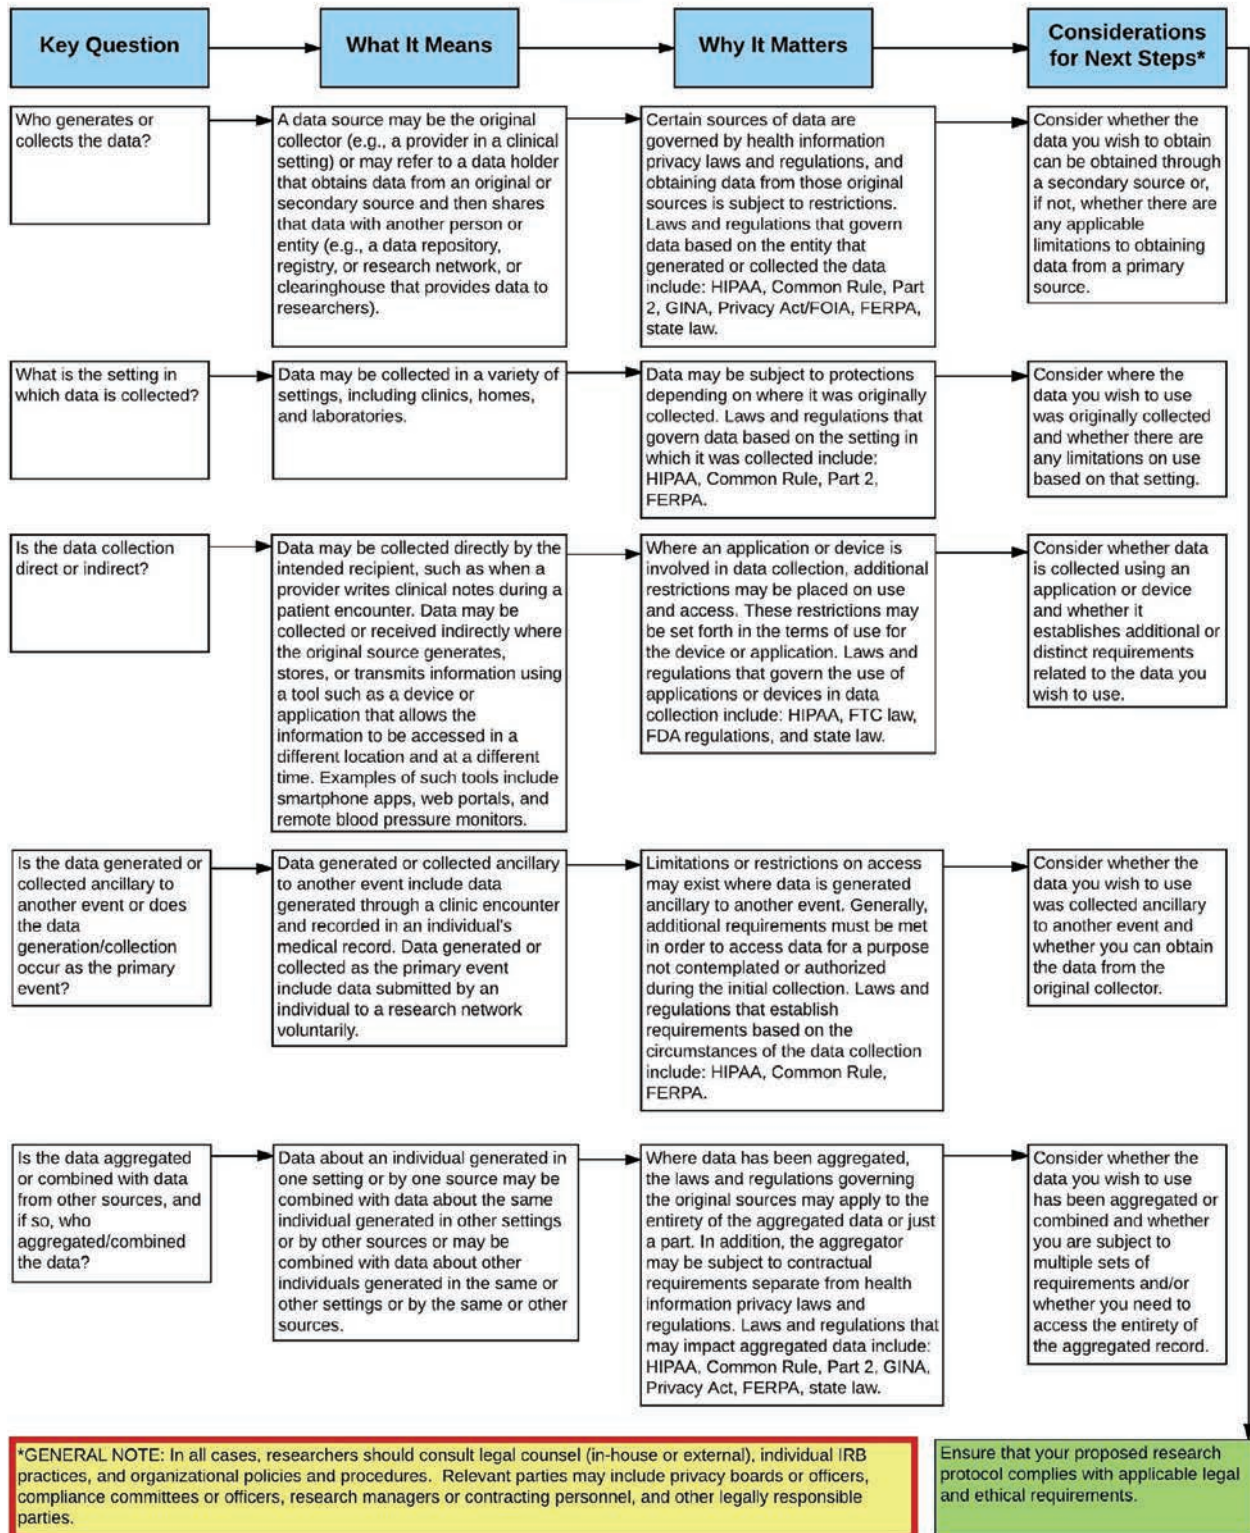 Key Question
What It Means
Why It Matters
Considerations
for Next Steps*
Who generates or
collects the data?
A data source may be the original
collector (e.g., a provider in a clinical
setting) or may refer to a data holder
that obtains data from an original or
secondary source and then shares
that data with another person or
entity (e.g., a data repository,
registry, or research network, or
clearinghouse that provides data to
researchers).
Certain sources of data are
governed by health information
privacy laws and regulations, and
obtaining data from those original
sources is subject to restrictions.
Laws and regulations that govern
data based on the entity that
generated or collected the data
include: HIPAA, Common Rule, Part
2, GINA, Privacy Act/FOIA, FERPA,
state law.
Consider whether the
data you wish to obtain
can be obtained through
a secondary source or,
if not, whether there are
any applicable
limitations to obtaining
data from a primary
source.
What is the setting in
which data is collected?
Data may be collected in a variety of
settings, including clinics, homes,
and laboratories.
Data may be subject to protections
depending on where it was originally
collected. Laws and regulations that
govern data based on the setting in
which it was collected include:
HIPAA, Common Rule, Part 2,
FERPA.
Consider where the
data you wish to use
was originally collected
and whether there are
any limitations on use
based on that setting.
Is the data collection
direct or indirect?
Data may be collected directly by the
intended recipient, such as when a
provider writes clinical notes during a
patient encounter. Data may be
collected or received indirectly where
the original source generates,
stores, or transmits information using
a tool such as a device or
application that allows the
information to be accessed in a
different location and at a different
time. Examples of such tools include
smartphone apps, web portals, and
remote blood pressure monitors.
Where an application or device is
involved in data collection, additional
restrictions may be placed on use
and access. These restrictions may
be set forth in the terms of use for
the device or application. Laws and
regulations that govern the use of
applications or devices in data
collection include: HIPAA, FTC law,
FDA regulations, and state law.
Consider whether data
is collected using an
application or device
and whether it
establishes additional or
distinct requirements
related to the data you
wish to use.
Is the data generated or
collected ancillary to
another event or does
the data
generation/collection
occur as the primary
event?
Data generated or collected ancillary
to another event include data
generated through a clinic encounter
and recorded in an individual's
medical record. Data generated or
collected as the primary event
include data submitted by an
individual to a research network
voluntarily.
Limitations or restrictions on access
may exist where data is generated
ancillary to another event. Generally,
additional requirements must be met
in order to access data for a purpose
not contemplated or authorized
during the initial collection. Laws and
regulations that establish
requirements based on the
circumstances of the data collection
include: HIPAA, Common Rule,
FERPA.
Consider whether the
data you wish to use
was collected ancillary
to another event and
whether you can obtain
the data from the
original collector.
Is the data aggregated
or combined with data
from other sources, and
if so, who
aggregated/combined
the data?
Data about an individual generated in
one setting or by one source may be
combined with data about the same
individual generated in other settings
or by other sources or may be
combined with data about other
individuals generated in the same or
other settings or by the same or other
sources.
Where data has been aggregated,
the laws and regulations governing
the original sources may apply to the
entirety of the aggregated data or just
a part. In addition, the aggregator
may be subject to contractual
requirements separate from health
information privacy laws and
regulations. Laws and regulations that
may impact aggregated data include:
HIPAA, Common Rule, Part 2, GINA,
Privacy Act, FERPA, state law.
Consider whether the
data you wish to use
has been aggregated or
combined and whether
you are subject to
multiple sets of
requirements and/or
whether you need to
access the entirety of
the aggregated record.
*GENERAL NOTE: In all cases, researchers should consult legal counsel (in-house or external), individual IRB
practices, and organizational policies and procedures. Relevant parties may include privacy boards or officers,
compliance committees or officers, research managers or contracting personnel, and other legally responsible
parties.
Ensure that your proposed research
protocol complies with applicable legal
and ethical requirements.